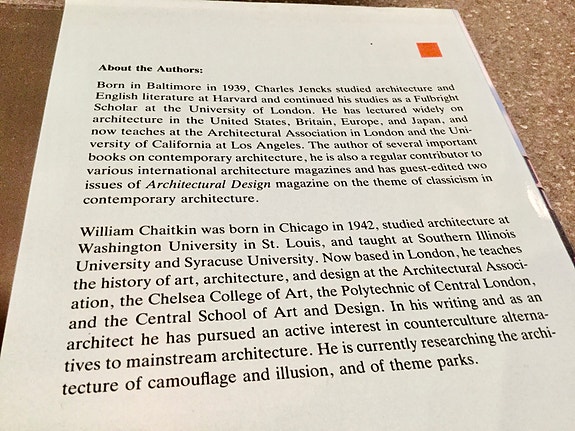 About the Authors:
Born in Baltimore in 1939, Charles Jencks studied architecture and
English literature at Harvard and continued his studies as a Fulbright
Scholar at the University of London. He has lectured widely on
architecture in the United States, Britain, Europe, and Japan, and
now teaches at the Architectural Association in London and the Uni-
versity of California at Los Angeles. The author of several important
books on contemporary architecture, he is also a regular contributor to
various international architecture magazines and has guest-edited two
issues of Architectural Design magazine on the theme of classicism in
contemporary architecture.
William Chaitkin was born in Chicago in 1942, studied architecture at
Washington University in St. Louis, and taught at Southern Illinois
University and Syracuse University. Now based in London, he teaches
the history of art, architecture, and design at the Architectural Associ-
ation, the Chelsea College of Art, the Polytechnic of Central London,
and the Central School of Art and Design. In his writing and as an
architect he has pursued an active interest in counterculture alterna-
tives to mainstream architecture. He is currently researching the archi-
tecture of camouflage and illusion, and of theme parks.